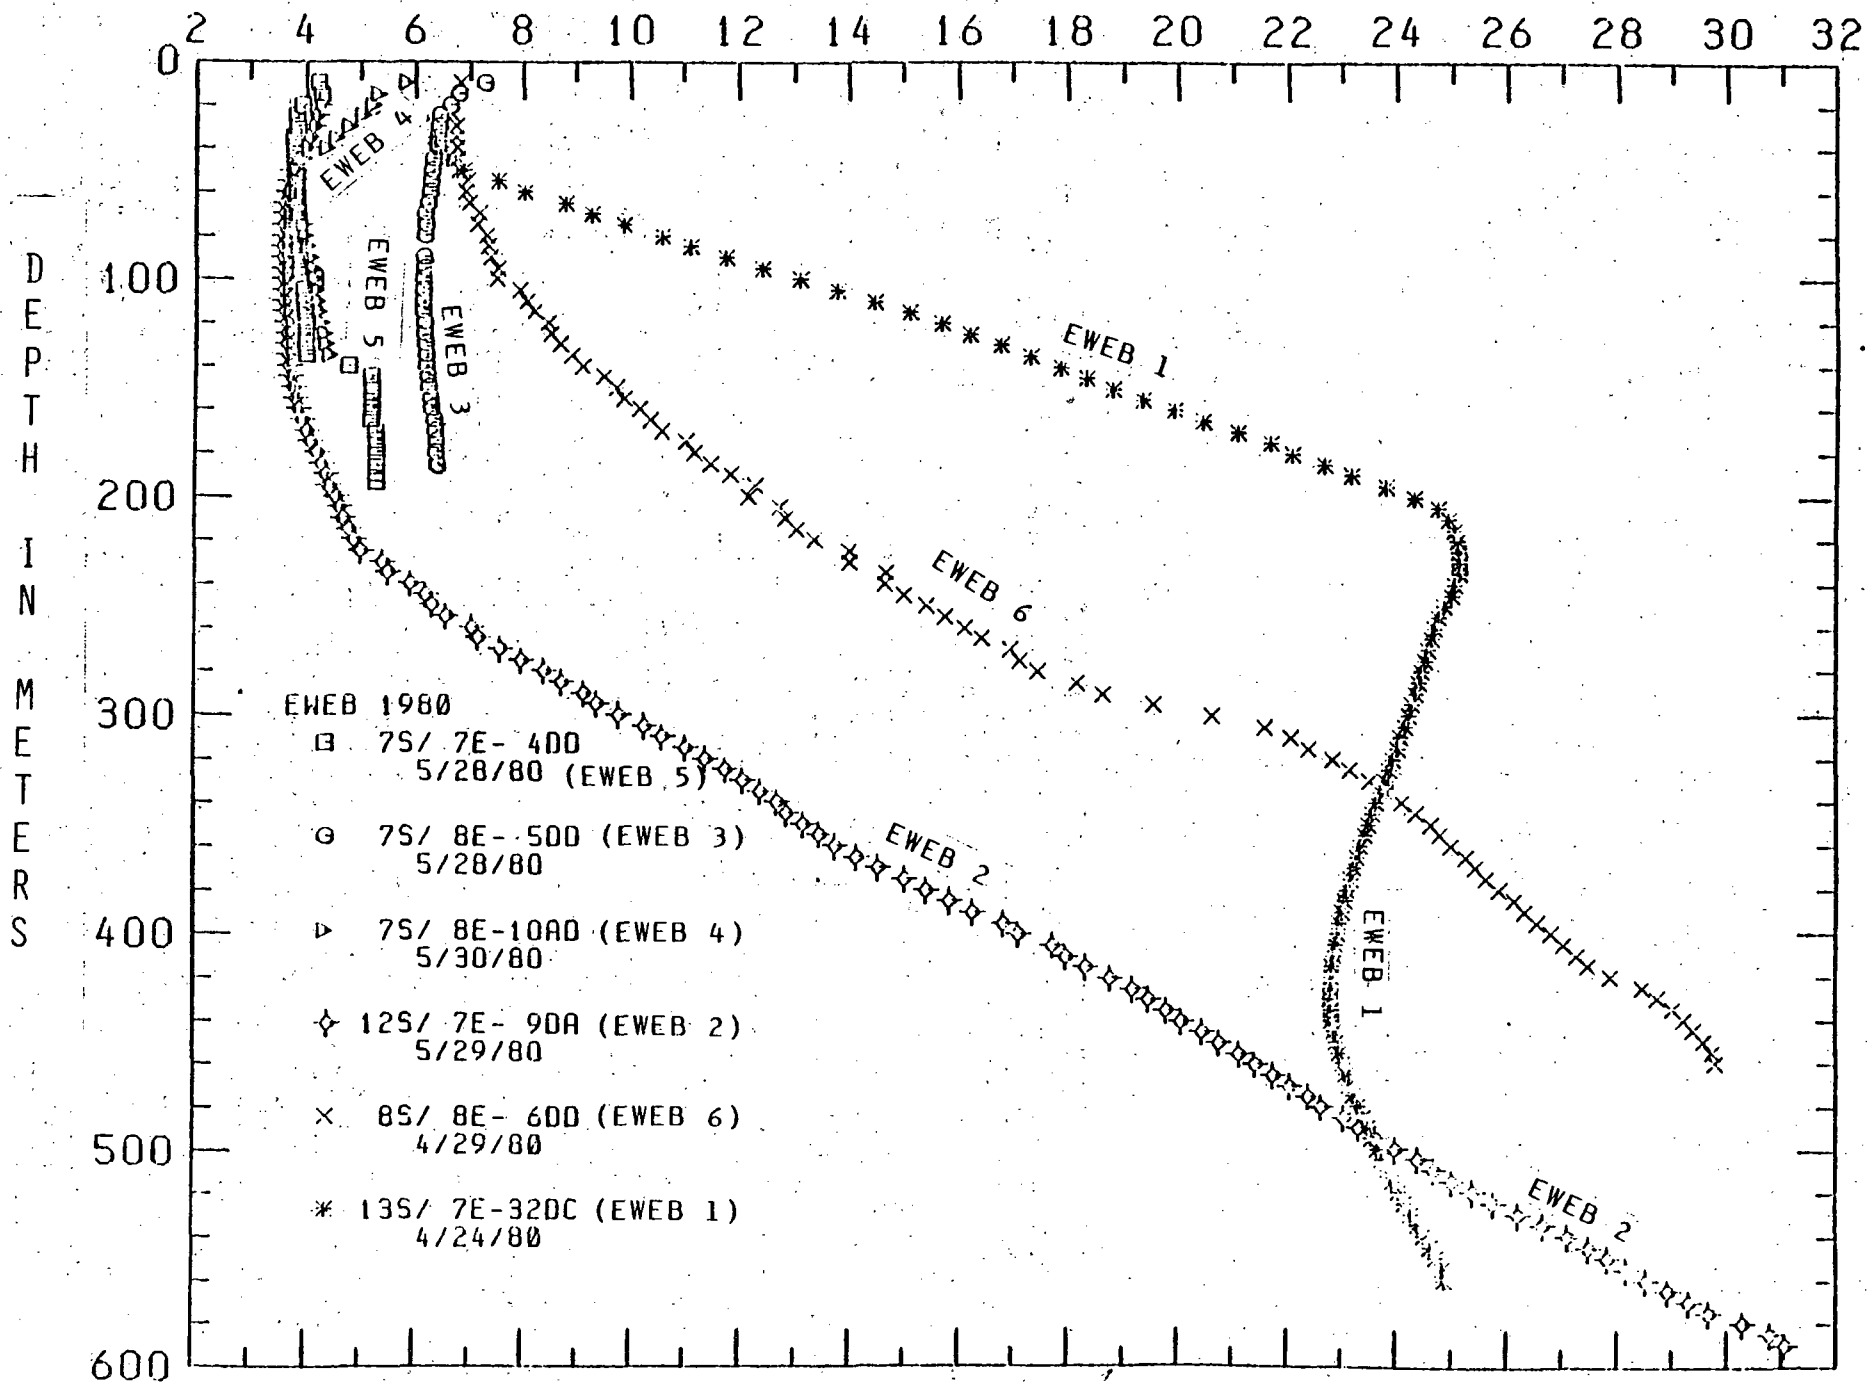 2 4 6 8 10 12 14 16 18 20 22 24 26 28 30 32
0
100
200
300
400
500
600
DEPTH IN METERS
EWEB 4
EWEB 5
EWEB 3
EWEB 1
EWEB 6
EWEB 2
EWEB 1
EWEB 2
EWEB 1980
7S/ 7E- 4DD
5/28/80 (EWEB 5)
7S/ 8E- 5DD (EWEB 3)
5/28/80
7S/ 8E-10AD (EWEB 4)
5/30/80
12S/ 7E- 9DA (EWEB 2)
5/29/80
8S/ 8E- 6DD (EWEB 6)
4/29/80
13S/ 7E-32DC (EWEB 1)
4/24/80